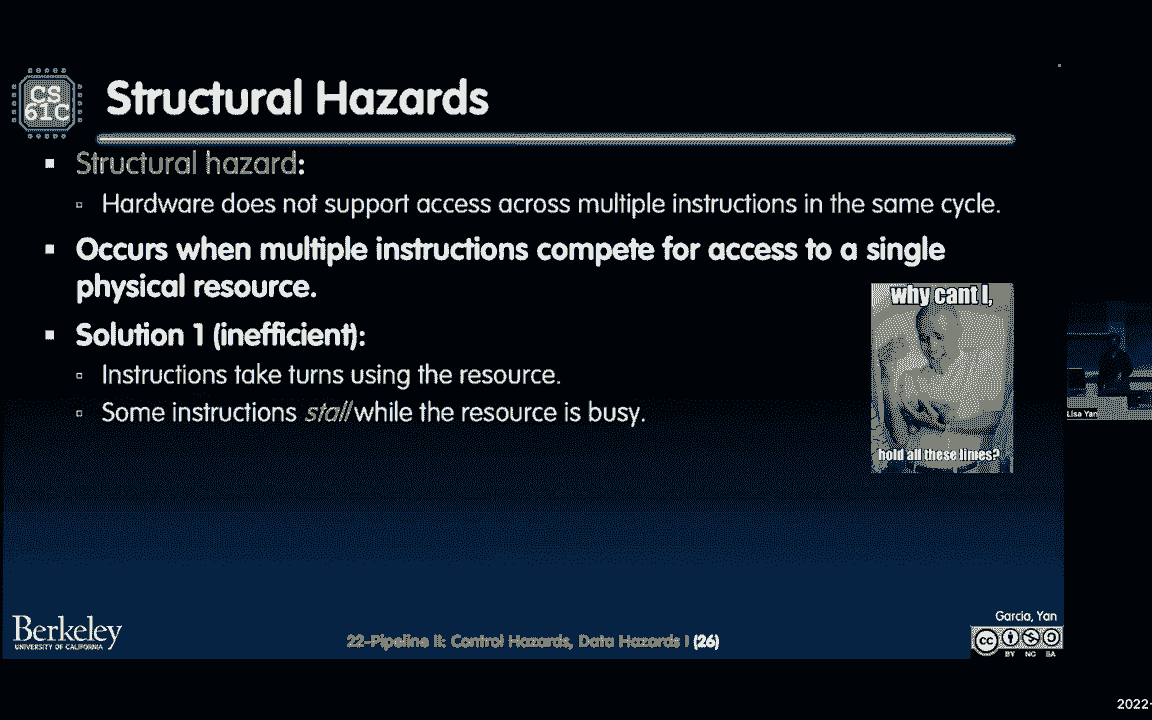 CS
61C
Structural Hazards
Structural hazard:
Hardware does not support access across multiple instructions in the same cycle.
Occurs when multiple instructions compete for access to a single
physical resource.
Solution 1 (inefficient):
Instructions take turns using the resource.
Some instructions stall while the resource is busy.
why cant I,
hold all these limes?
Lisa Yan
Berkeley
UNIVERSITY OF CALIFORNIA
22-Pipeline II: Control Hazards, Data Hazards I (26)
Garcia, Yan
cc
BY NC SA
2022-